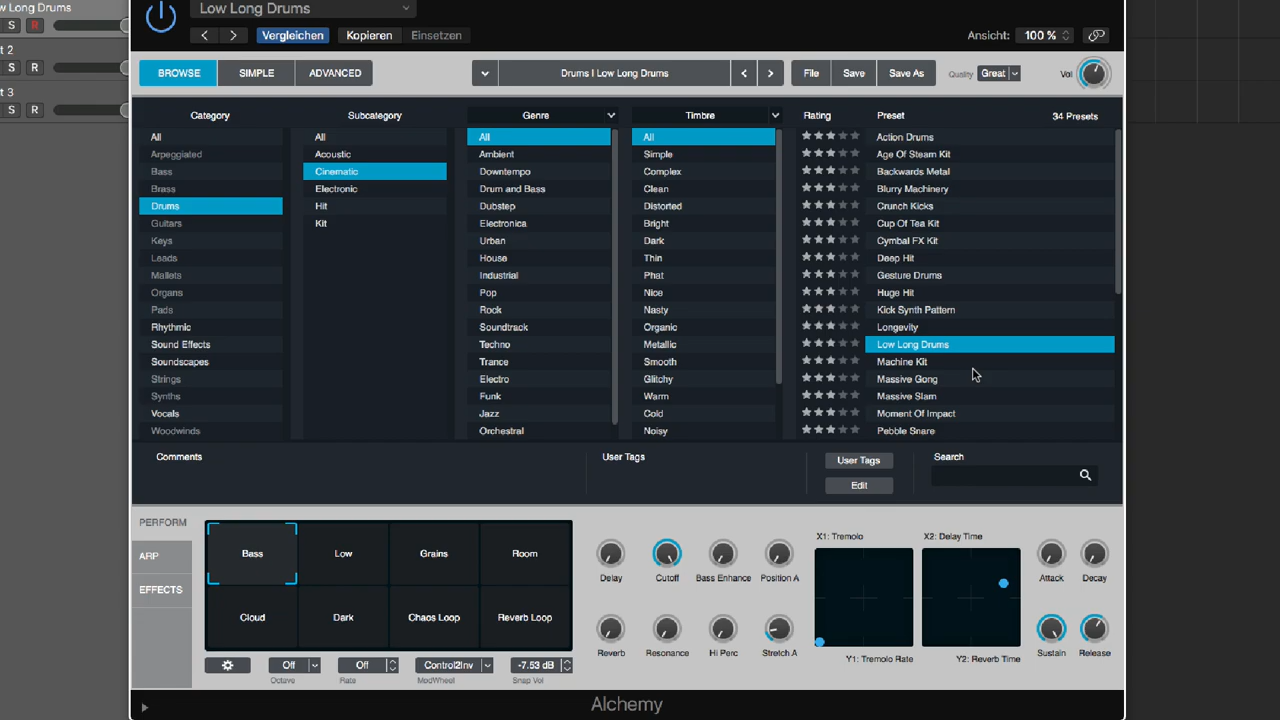 w Long Drums
S R
t 2
S R
t 3
S R
Low Long Drums
Vergleichen Kopieren Einsetzen
Ansicht: 100 %
BROWSE SIMPLE ADVANCED
Drums | Low Long Drums
File Save Save As
Quality Great
Vol
Category Subcategory Genre Timbre Rating Preset 34 Presets
All All All All Action Drums
Arpeggiated Acoustic Ambient Simple Age Of Steam Kit
Bass Cinematic Downtempo Complex Backwards Metal
Brass Electronic Drum and Bass Clean Blurry Machinery
Drums Hit Dubstep Distorted Crunch Kicks
Guitars Kit Electronica Bright Cup Of Tea Kit
Keys Urban Dark Cymbal FX Kit
Leads House Thin Deep Hit
Mallets Industrial Phat Gesture Drums
Organs Pop Nice Huge Hit
Pads Rock Nasty Kick Synth Pattern
Rhythmic Soundtrack Organic Longevity
Sound Effects Techno Metallic Low Long Drums
Soundscapes Trance Smooth Machine Kit
Strings Electro Glitchy Massive Gong
Synths Funk Warm Massive Slam
Vocals Jazz Cold Moment Of Impact
Woodwinds Orchestral Noisy Pebble Snare
Comments User Tags User Tags Search
Edit
PERFORM
ARP
EFFECTS
Bass Low Grains Room
Cloud Dark Chaos Loop Reverb Loop
Off Off Control2Inv -7.53 dB
Octave Rate ModWheel Snap Vol
Delay Cutoff Bass Enhance Position A
Reverb Resonance Hi Perc Stretch A
X1: Tremolo X2: Delay Time
Y1: Tremolo Rate Y2: Reverb Time
Attack Decay
Sustain Release
Alchemy